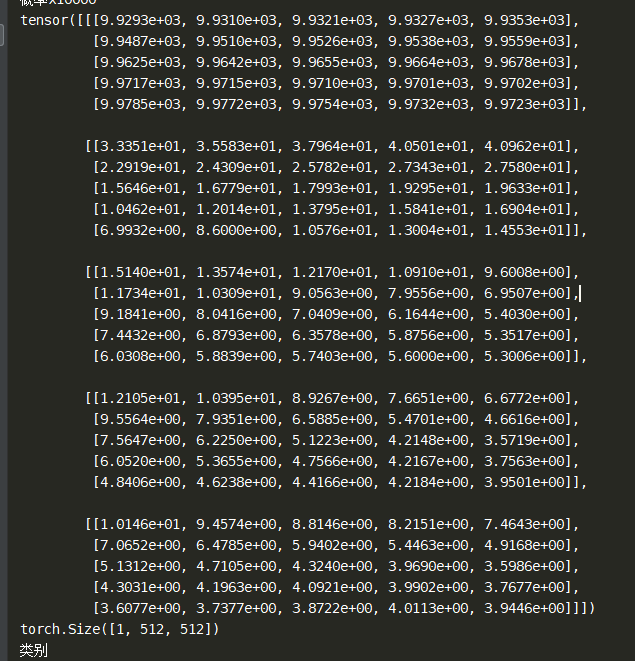 概率x10000
tensor([[[9.9293e+03, 9.9310e+03, 9.9321e+03, 9.9327e+03, 9.9353e+03],
[9.9487e+03, 9.9510e+03, 9.9526e+03, 9.9538e+03, 9.9559e+03],
[9.9625e+03, 9.9642e+03, 9.9655e+03, 9.9664e+03, 9.9678e+03],
[9.9717e+03, 9.9715e+03, 9.9710e+03, 9.9701e+03, 9.9702e+03],
[9.9785e+03, 9.9772e+03, 9.9754e+03, 9.9732e+03, 9.9723e+03]],
[[3.3351e+01, 3.5583e+01, 3.7964e+01, 4.0501e+01, 4.0962e+01],
[2.2919e+01, 2.4309e+01, 2.5782e+01, 2.7343e+01, 2.7580e+01],
[1.5646e+01, 1.6779e+01, 1.7993e+01, 1.9295e+01, 1.9633e+01],
[1.0462e+01, 1.2014e+01, 1.3795e+01, 1.5841e+01, 1.6904e+01],
[6.9932e+00, 8.6000e+00, 1.0576e+01, 1.3004e+01, 1.4553e+01]],
[[1.5140e+01, 1.3574e+01, 1.2170e+01, 1.0910e+01, 9.6008e+00],
[1.1734e+01, 1.0309e+01, 9.0563e+00, 7.9556e+00, 6.9507e+00],
[9.1841e+00, 8.0416e+00, 7.0409e+00, 6.1644e+00, 5.4030e+00],
[7.4432e+00, 6.8793e+00, 6.3578e+00, 5.8756e+00, 5.3517e+00],
[6.0308e+00, 5.8839e+00, 5.7403e+00, 5.6000e+00, 5.3006e+00]],
[[1.2105e+01, 1.0395e+01, 8.9267e+00, 7.6651e+00, 6.6772e+00],
[9.5564e+00, 7.9351e+00, 6.5885e+00, 5.4701e+00, 4.6616e+00],
[7.5647e+00, 6.2250e+00, 5.1223e+00, 4.2148e+00, 3.5719e+00],
[6.0520e+00, 5.3655e+00, 4.7566e+00, 4.2167e+00, 3.7563e+00],
[4.8406e+00, 4.6238e+00, 4.4166e+00, 4.2184e+00, 3.9501e+00]],
[[1.0146e+01, 9.4574e+00, 8.8146e+00, 8.2151e+00, 7.4643e+00],
[7.0652e+00, 6.4785e+00, 5.9402e+00, 5.4463e+00, 4.9168e+00],
[5.1312e+00, 4.7105e+00, 4.3240e+00, 3.9690e+00, 3.5986e+00],
[4.3031e+00, 4.1963e+00, 4.0921e+00, 3.9902e+00, 3.7677e+00],
[3.6077e+00, 3.7377e+00, 3.8722e+00, 4.0113e+00, 3.9446e+00]]])
torch.Size([1, 512, 512])
类别